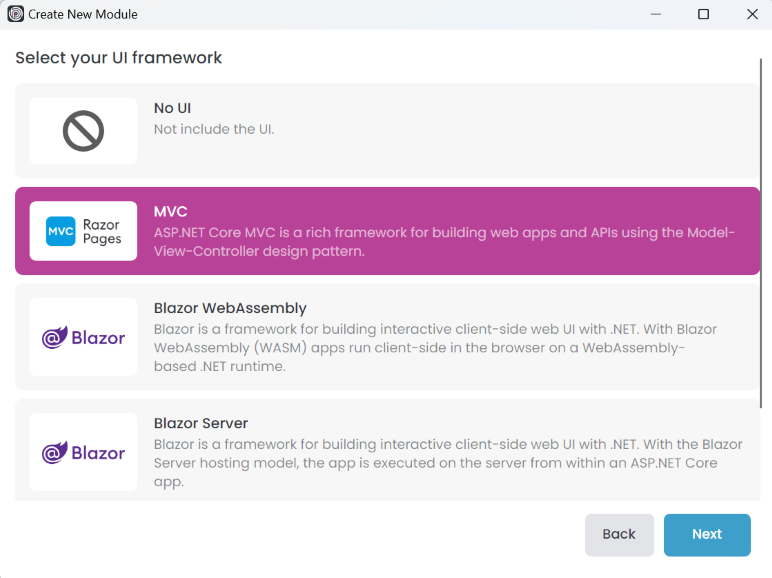 Create New Module
Select your UI framework
No UI
Not include the UI.
MVC
Razor
Pages
MVC
ASP.NET Core MVC is a rich framework for building web apps and APIs using the Model-
View-Controller design pattern.
Blazor
Blazor WebAssembly
Blazor is a framework for building interactive client-side web UI with .NET. With Blazor
WebAssembly (WASM) apps run client-side in the browser on a WebAssembly-
based .NET runtime.
Blazor
Blazor Server
Blazor is a framework for building interactive client-side web UI with .NET. With the Blazor
Server hosting model, the app is executed on the server from within an ASP.NET Core
app.
Back
Next